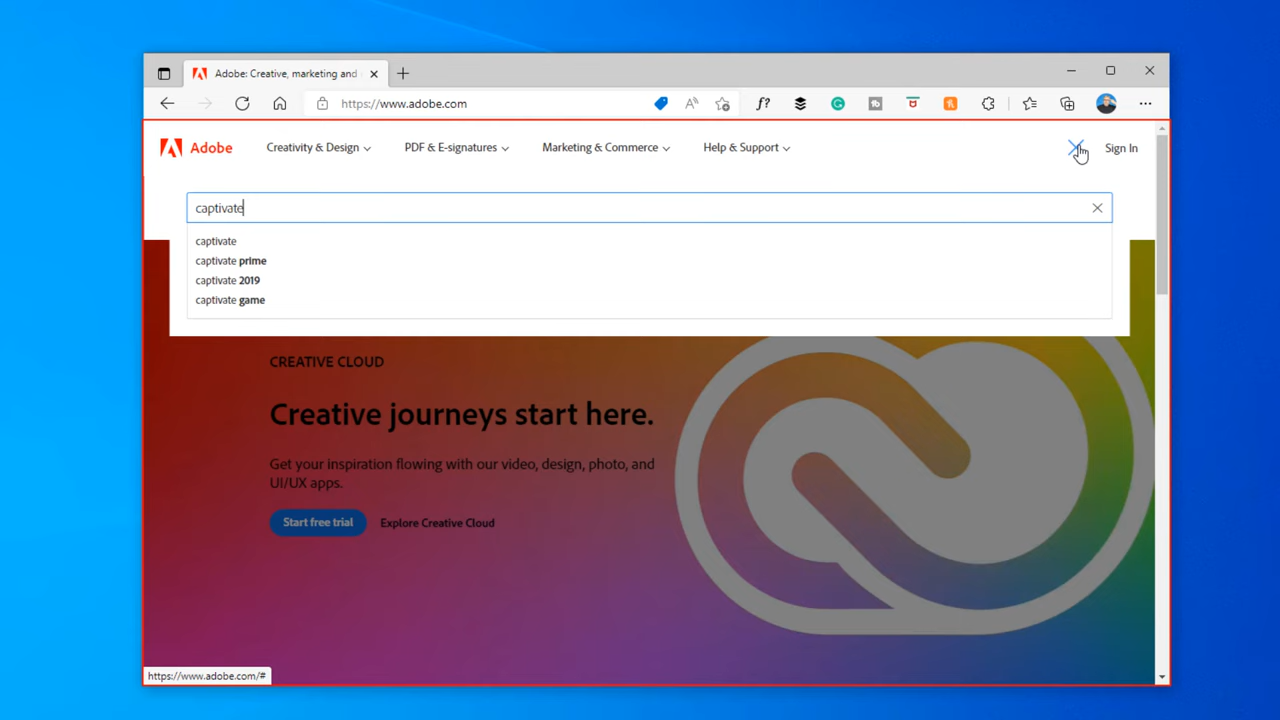 Adobe: Creative, marketing and
https://www.adobe.com
Adobe
Creativity & Design
PDF & E-signatures
Marketing & Commerce
Help & Support
Sign In
captivate
captivate
captivate prime
captivate 2019
captivate game
CREATIVE CLOUD
Creative journeys start here.
Get your inspiration flowing with our video, design, photo, and
UI/UX apps.
Start free trial
Explore Creative Cloud
https://www.adobe.com/#